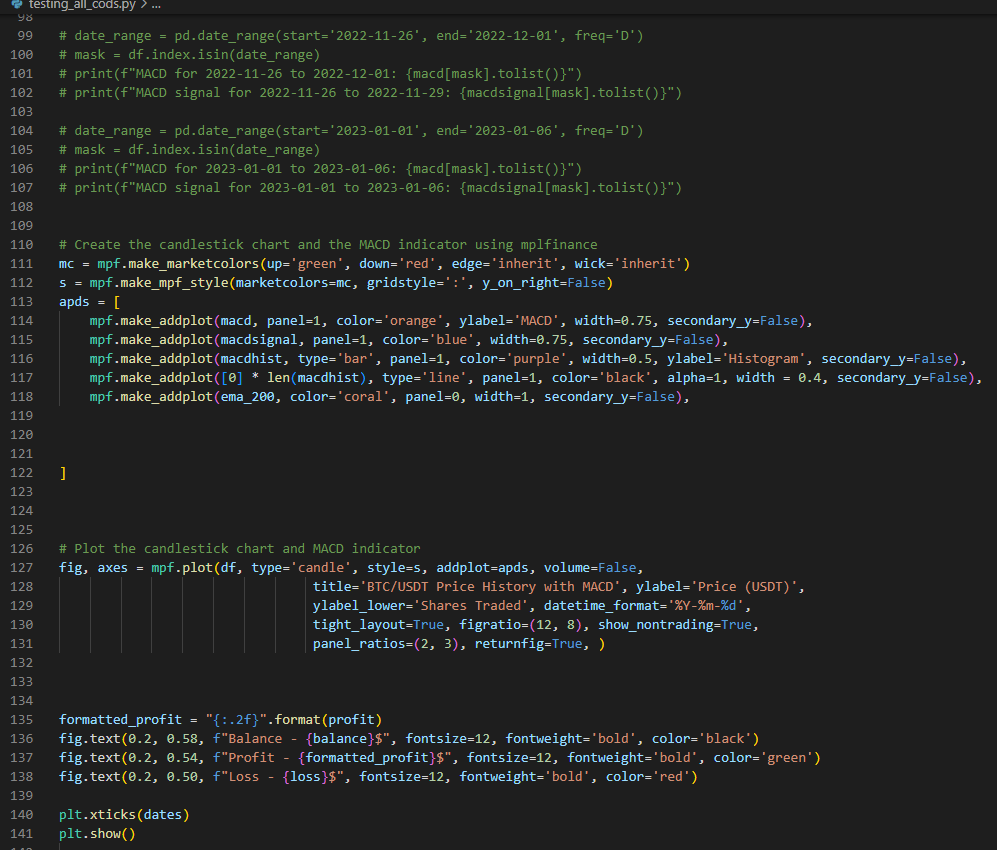 testing_all_cods.py > ...
98
99 # date_range = pd.date_range(start='2022-11-26', end='2022-12-01', freq='D')
100 # mask = df.index.isin(date_range)
101 # print(f"MACD for 2022-11-26 to 2022-12-01: {macd[mask].tolist()}")
102 # print(f"MACD signal for 2022-11-26 to 2022-11-29: {macdsignal[mask].tolist()}")
103
104 # date_range = pd.date_range(start='2023-01-01', end='2023-01-06', freq='D')
105 # mask = df.index.isin(date_range)
106 # print(f"MACD for 2023-01-01 to 2023-01-06: {macd[mask].tolist()}")
107 # print(f"MACD signal for 2023-01-01 to 2023-01-06: {macdsignal[mask].tolist()}")
108
109
110 # Create the candlestick chart and the MACD indicator using mplfinance
111 mc = mpf.make_marketcolors(up='green', down='red', edge='inherit', wick='inherit')
112 s = mpf.make_mpf_style(marketcolors=mc, gridstyle=':', y_on_right=False)
113 apds = [
114     mpf.make_addplot(macd, panel=1, color='orange', ylabel='MACD', width=0.75, secondary_y=False),
115     mpf.make_addplot(macdsignal, panel=1, color='blue', width=0.75, secondary_y=False),
116     mpf.make_addplot(macdhist, type='bar', panel=1, color='purple', width=0.5, ylabel='Histogram', secondary_y=False),
117     mpf.make_addplot([0] * len(macdhist), type='line', panel=1, color='black', alpha=1, width = 0.4, secondary_y=False),
118     mpf.make_addplot(ema_200, color='coral', panel=0, width=1, secondary_y=False),
119
120
121
122 ]
123
124
125
126 # Plot the candlestick chart and MACD indicator
127 fig, axes = mpf.plot(df, type='candle', style=s, addplot=apds, volume=False,
128                                  title='BTC/USDT Price History with MACD', ylabel='Price (USDT)',
129                                  ylabel_lower='Shares Traded', datetime_format='%Y-%m-%d',
130                                  tight_layout=True, figratio=(12, 8), show_nontrading=True,
131                                  panel_ratios=(2, 3), returnfig=True, )
132
133
134
135 formatted_profit = "{:.2f}".format(profit)
136 fig.text(0.2, 0.58, f"Balance - {balance}$", fontsize=12, fontweight='bold', color='black')
137 fig.text(0.2, 0.54, f"Profit - {formatted_profit}$", fontsize=12, fontweight='bold', color='green')
138 fig.text(0.2, 0.50, f"Loss - {loss}$", fontsize=12, fontweight='bold', color='red')
139
140 plt.xticks(dates)
141 plt.show()